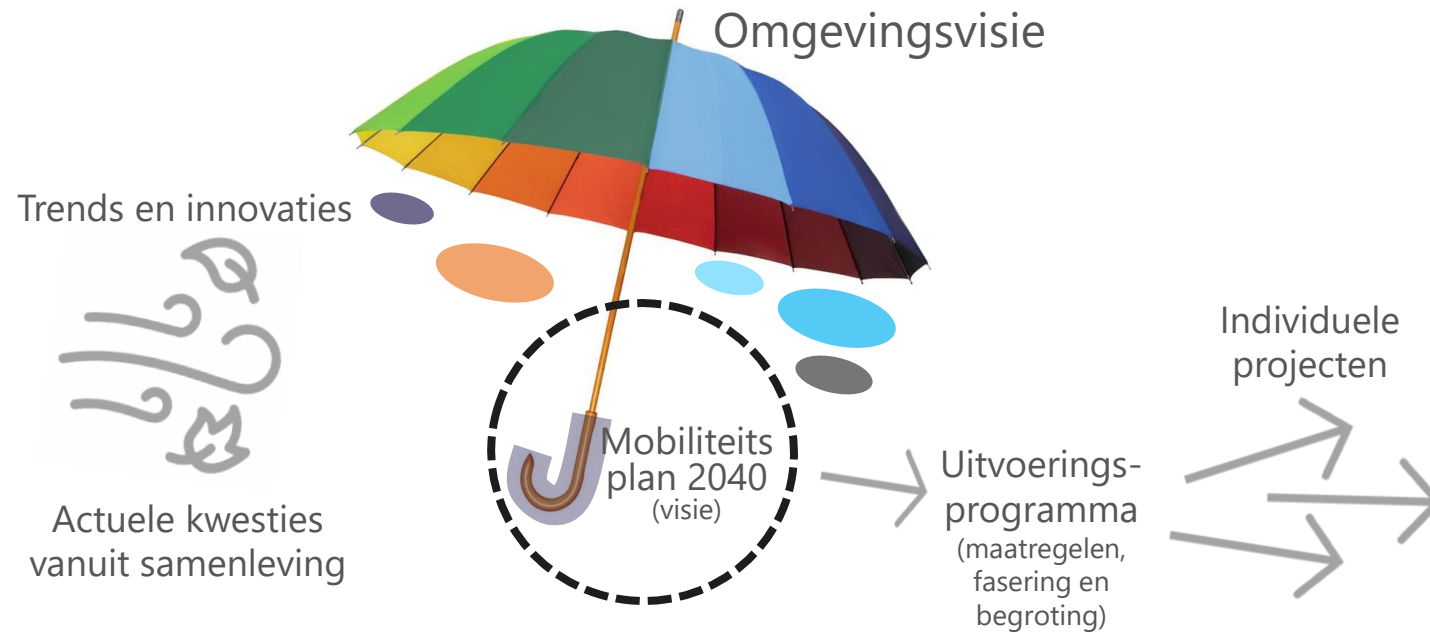 Omgevingsvisie
Trends en innovaties
Actuele kwesties
vanuit samenleving
Mobiliteits
plan 2040
(visie)
Uitvoerings-
programma
(maatregelen,
fasering en
begroting)
Individuele
projecten